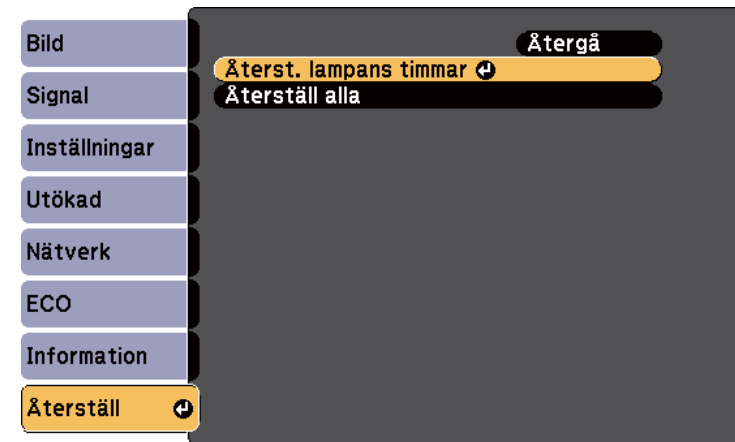 Bild
Signal
Inställningar
Utökad
Nätverk
ECO
Information
Återställ
Återgå
Återst. lampans timmar
Återställ alla